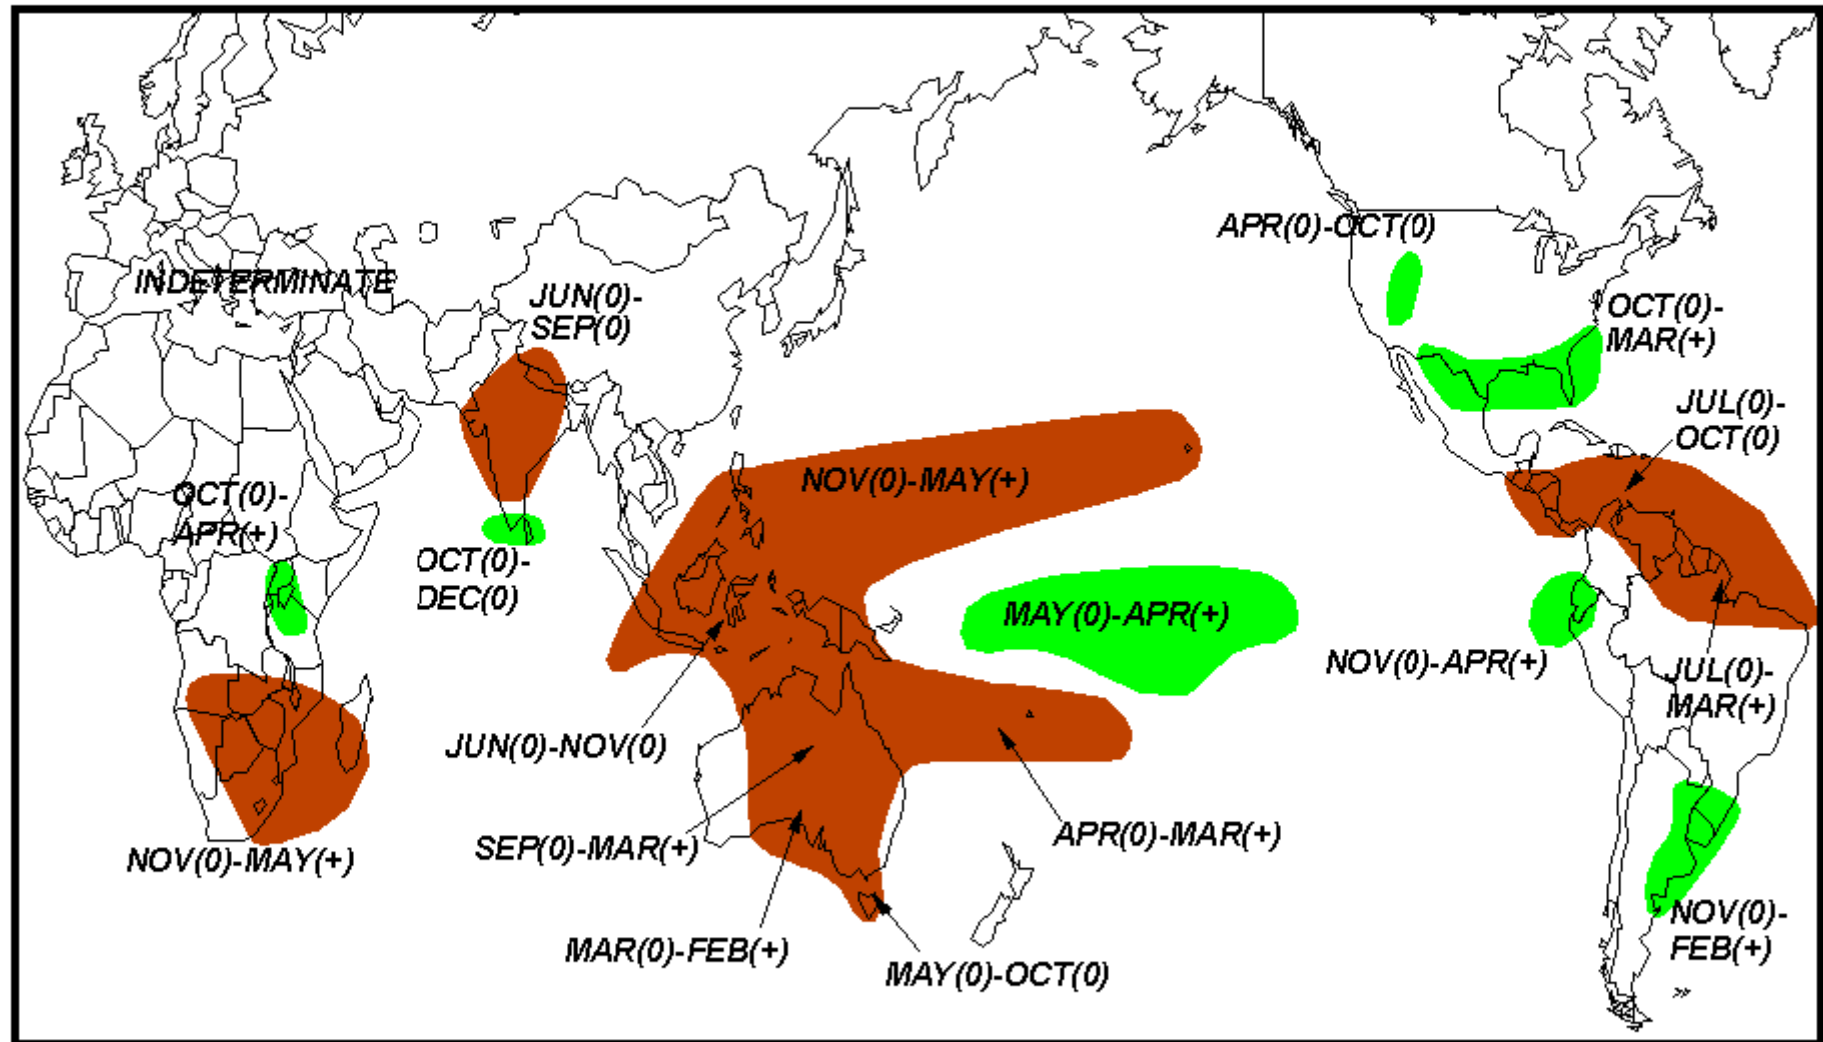 APR(0)-OCT(0)
INDETERMINATE
JUN(0)-
SEP(0)
OCT(0)-
MAR(+)
JUL(0)-
OCT(0)
NOV(0)-MAY(+)
OCT(0)-
APR(+)
OCT(0)-
DEC(0)
MAY(0)-APR(+)
NOV(0)-APR(+)
JUL(0)-
MAR(+)
JUN(0)-NOV(0)
SEP(0)-MAR(+)
APR(0)-MAR(+)
NOV(0)-MAY(+)
MAR(0)-FEB(+)
MAY(0)-OCT(0)
NOV(0)-
FEB(+)